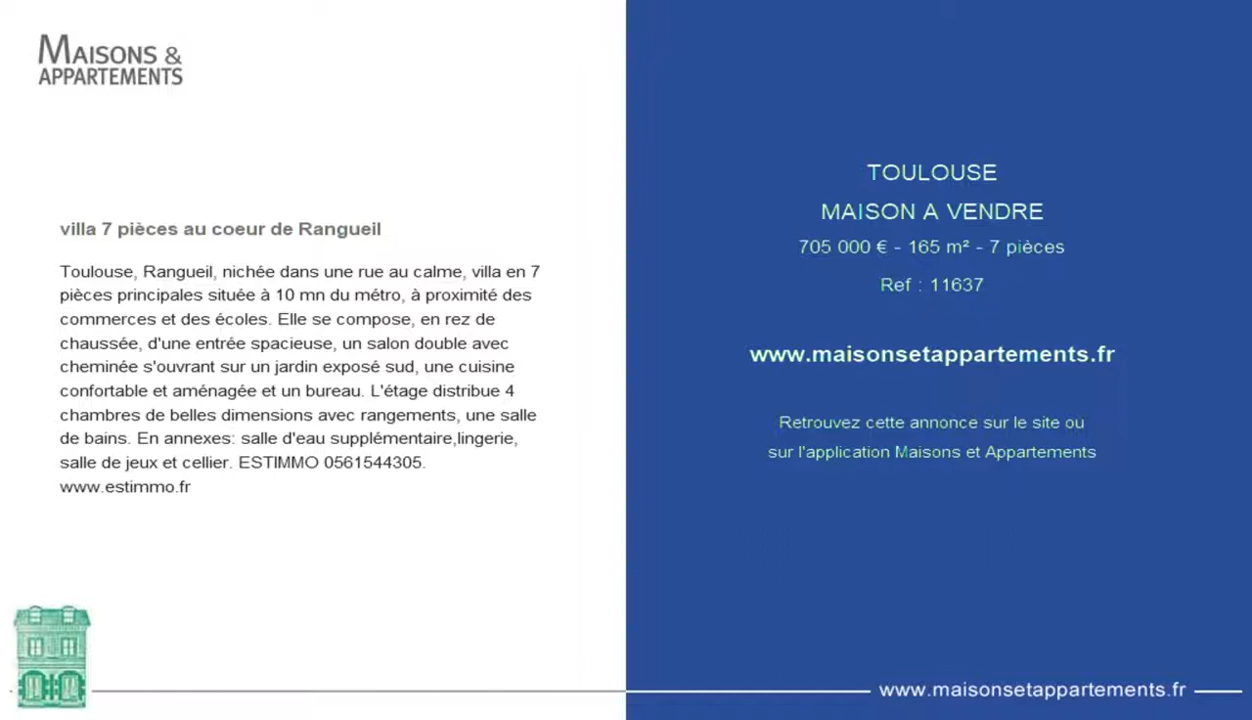 MAISONS &
APPARTEMENTS
villa 7 pièces au coeur de Rangueil
Toulouse, Rangueil, nichée dans une rue au calme, villa en 7
pièces principales située à 10 mn du métro, à proximité des
commerces et des écoles. Elle se compose, en rez de
chaussée, d'une entrée spacieuse, un salon double avec
cheminée s'ouvrant sur un jardin exposé sud, une cuisine
confortable et aménagée et un bureau. L'étage distribue 4
chambres de belles dimensions avec rangements, une salle
de bains. En annexes: salle d'eau supplémentaire,lingerie,
salle de jeux et cellier. ESTIMMO 0561544305.
www.estimmo.fr
TOULOUSE
MAISON A VENDRE
705 000 € - 165 m² - 7 pièces
Ref : 11637
www.maisonsetappartements.fr
Retrouvez cette annonce sur le site ou
sur l'application Maisons et Appartements
www.maisonsetappartements.fr